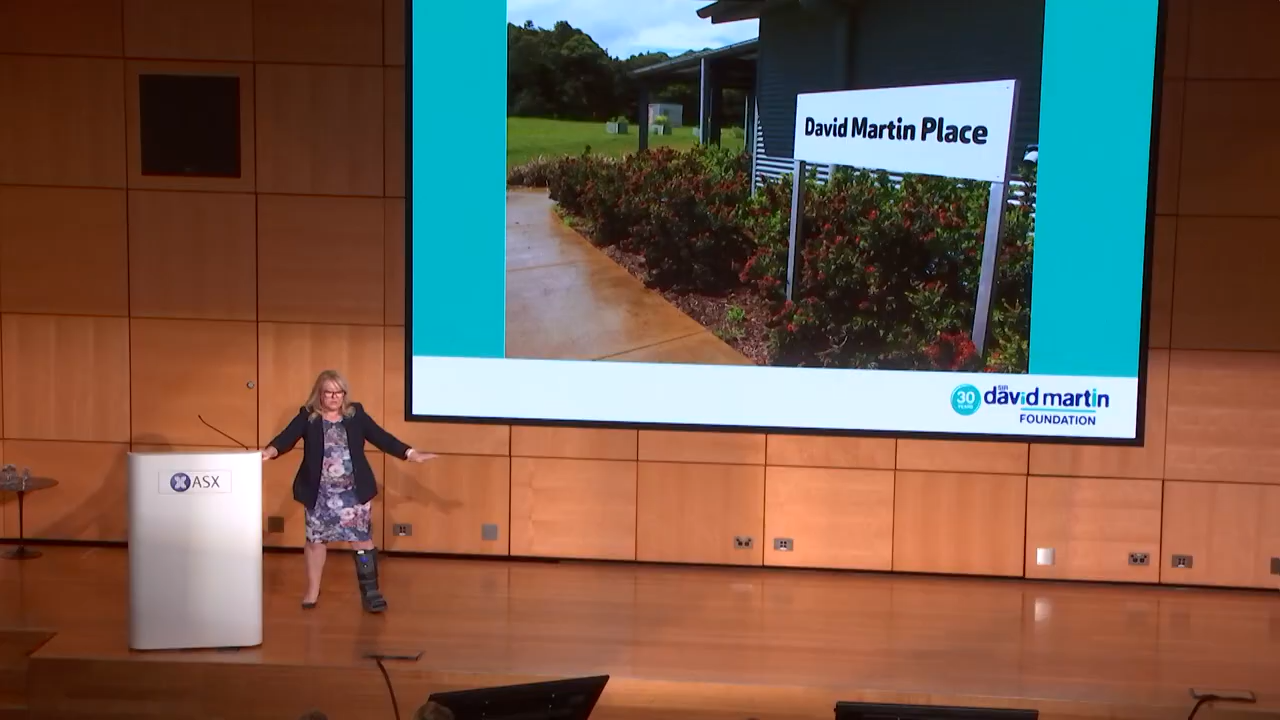 David Martin Place
30
YEARS
SIR
david martin
FOUNDATION
ASX